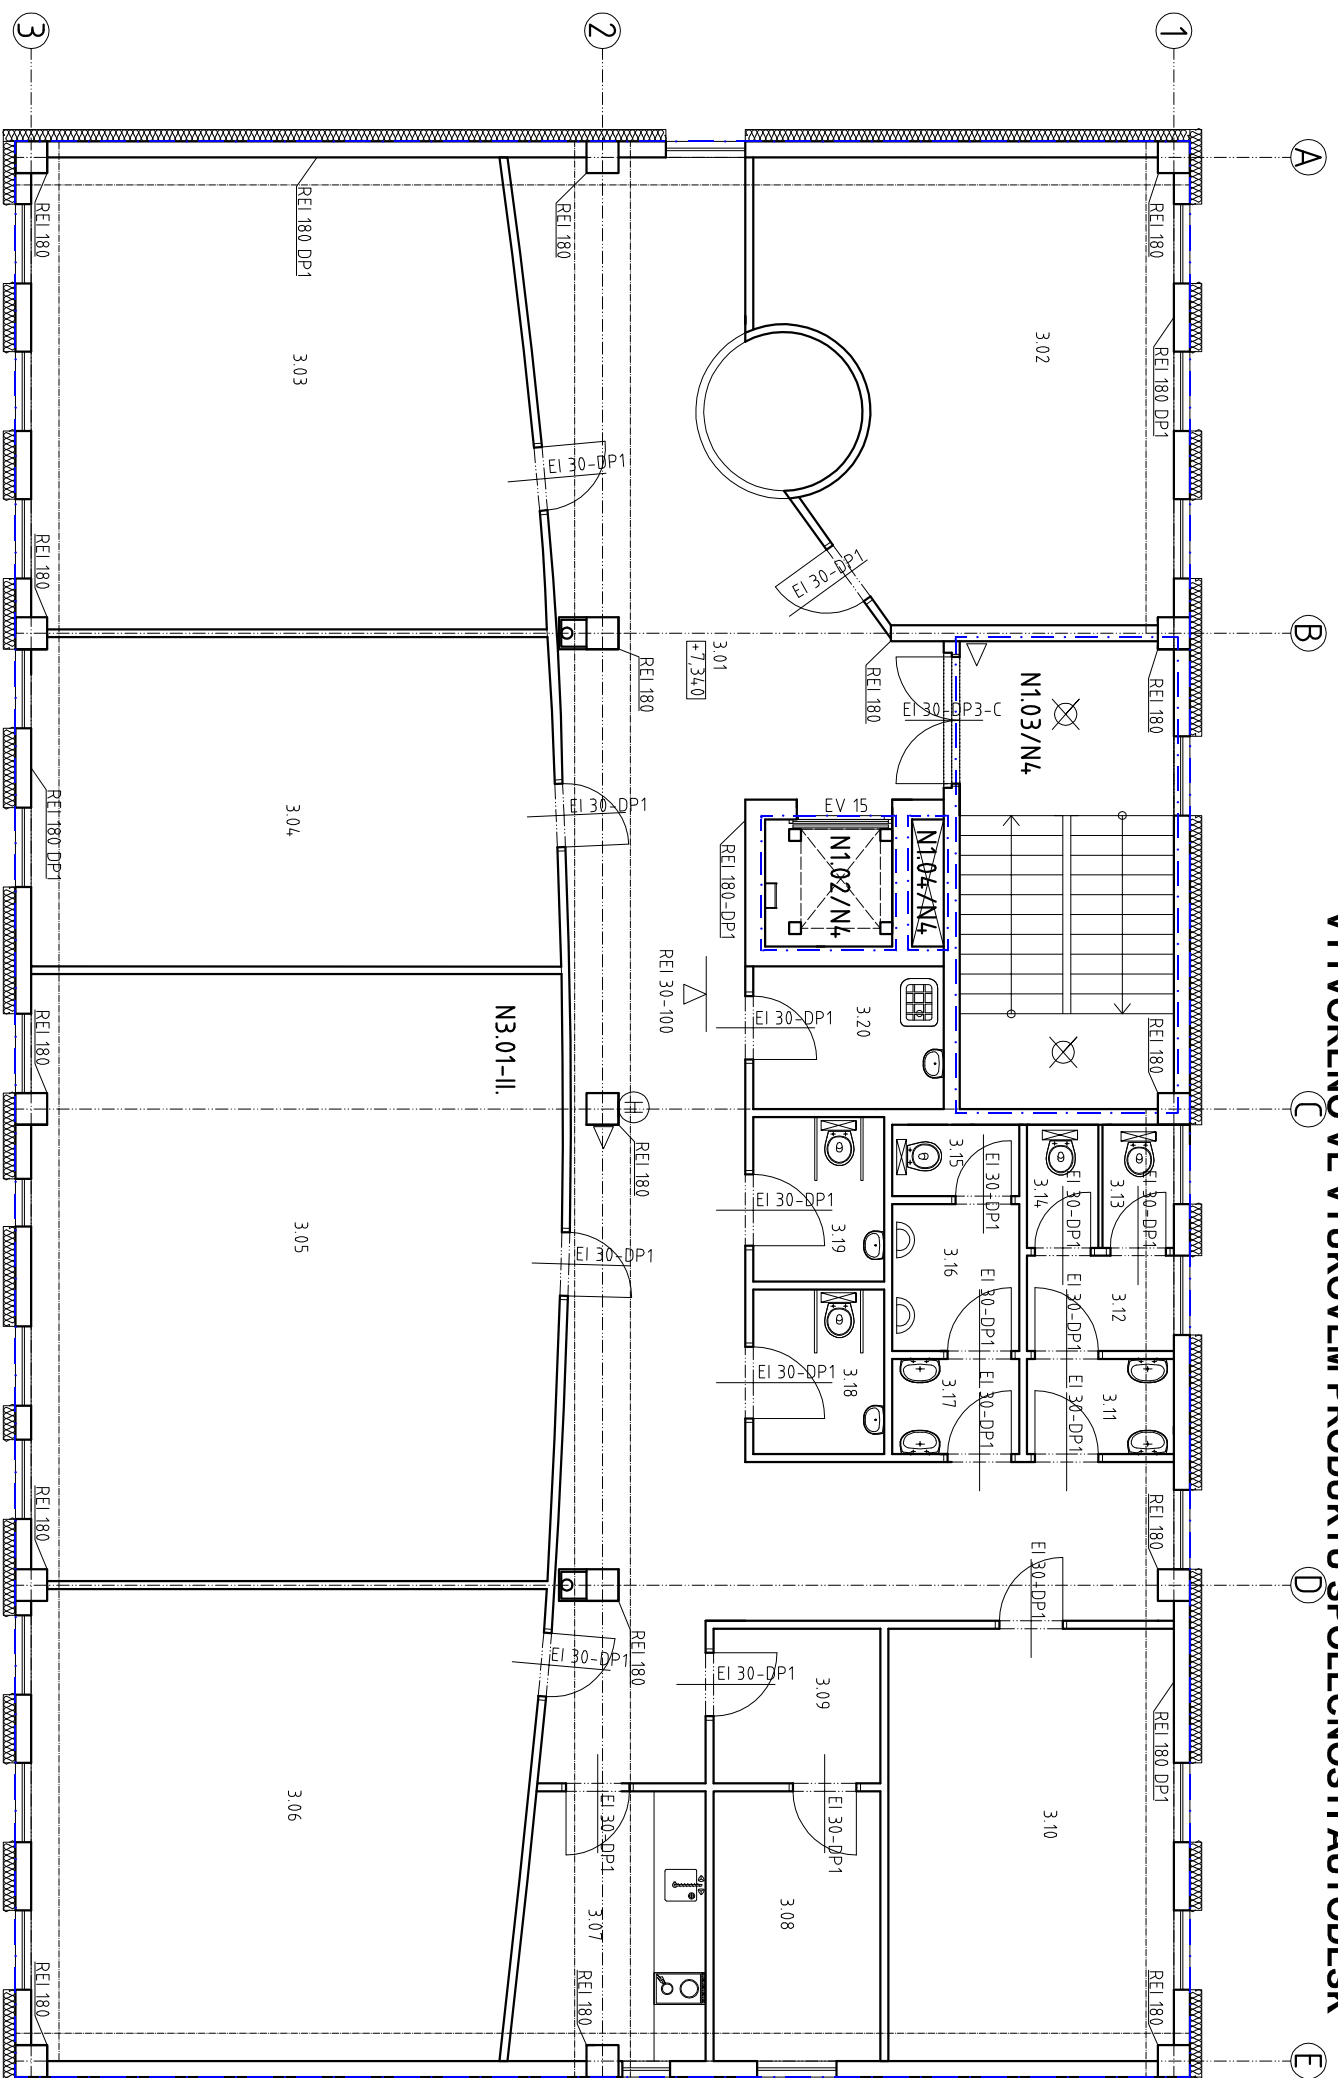 3
2
1
A
B
C
D
E
VYTVOŘENO VE VÝUKOVÉM PRODUKTU SPOLEČNOSTI AUTODESK
REI 180
REI 180 DP1
REI 180
REI 180
3.03
3.02
REI 180 DP1
EI 30-DP1
EI 30-DP1
REI 180
REI 180
3.01
+7,340
REI 180
EI 30-DP3-C
N1.03/N4
REI 180
REI 180 DP1
3.04
EI 30-DP1
EV 15
REI 180-DP1
N1.02/N4
N1.04/N4
REI 30-100
EI 30-DP1
3.20
REI 180
REI 180
N3.01-II.
H
REI 180
3.05
EI 30-DP1
EI 30-DP1
3.19
3.15
EI 30-DP1
3.14
EI 30-DP1
3.13
EI 30-DP1
3.16
EI 30-DP1
EI 30-DP1
3.12
EI 30-DP1
3.18
3.17
EI 30-DP1
EI 30-DP1
3.11
REI 180
REI 180
EI 30-DP1
EI 30-DP1
REI 180
EI 30-DP1
3.09
REI 180 DP1
3.06
EI 30-DP1
EI 30-DP1
3.10
3.07
3.08
REI 180
REI 180
REI 180